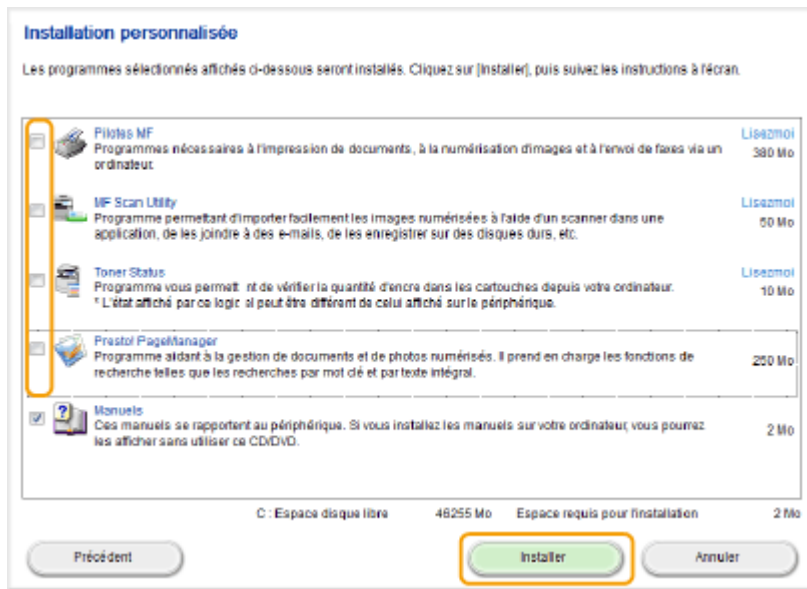 Installation personnalisée
Les programmes sélectionnés affichés ci-dessous seront installés. Cliquez sur [Installer], puis suivez les instructions à l'écran.
Pilotes MF
Lisezmoi
Programmes nécessaires à l'impression de documents, à la numérisation d'images et à l'envoi de faxes via un
380 Mo
ordinateur.
MF Scan Utility
Lisezmoi
Programme permettant d'importer facilement les images numérisées à l'aide d'un scanner dans une
50 Mo
application, de les joindre à des e-mails, de les enregistrer sur des disques durs, etc.
Toner Status
Lisezmoi
Programme vous permett nt de vérifier la quantité d'encre dans les cartouches depuis votre ordinateur.
10 Mo
* L'état affiché par ce logic el peut être différent de celui affiché sur le périphérique.
Presto! PageManager
Programme aidant à la gestion de documents et de photos numérisés. Il prend en charge les fonctions de
250 Mo
recherche telles que les recherches par mot clé et par texte intégral.
Manuels
Ces manuels se rapportent au périphérique. Si vous installez les manuels sur votre ordinateur, vous pourrez
2 Mo
les afficher sans utiliser ce CD/DVD.
C : Espace disque libre 46255 Mo Espace requis pour l'installation 2 Mo
Précédent Installer Annuler